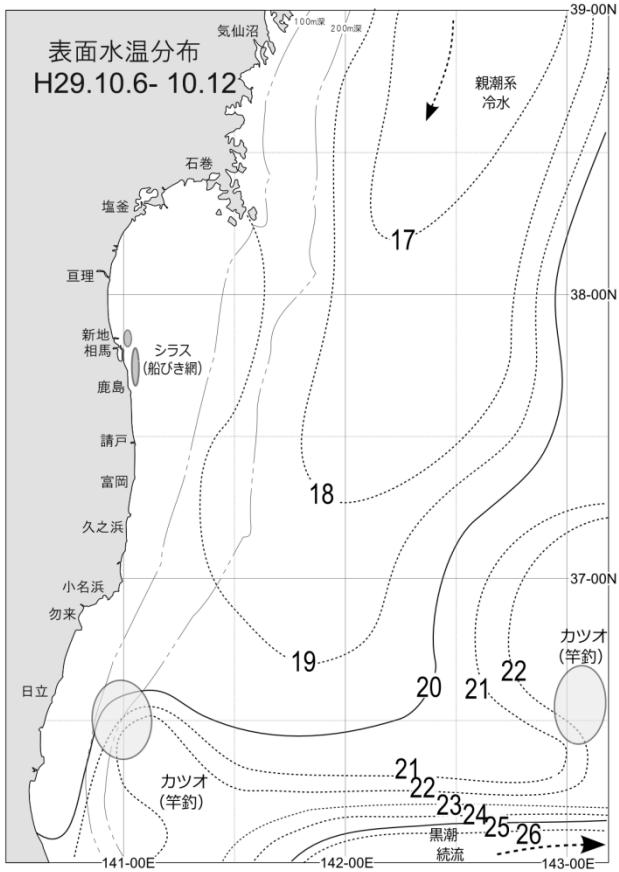 39-00N
気仙沼
100m深
200m深
表面水温分布
H29.10.6- 10.12
親潮系
冷水
石巻
塩釜
17
亘理
38-00N
新地
相馬
シラス
(船びき網)
鹿島
請戸
18
富岡
久之浜
37-00N
小名浜
勿来
カツオ
(竿釣)
19
20
21
22
日立
カツオ
(竿釣)
21
22
23
24
25
26
黒潮
続流
141-00E
142-00E
143-00E